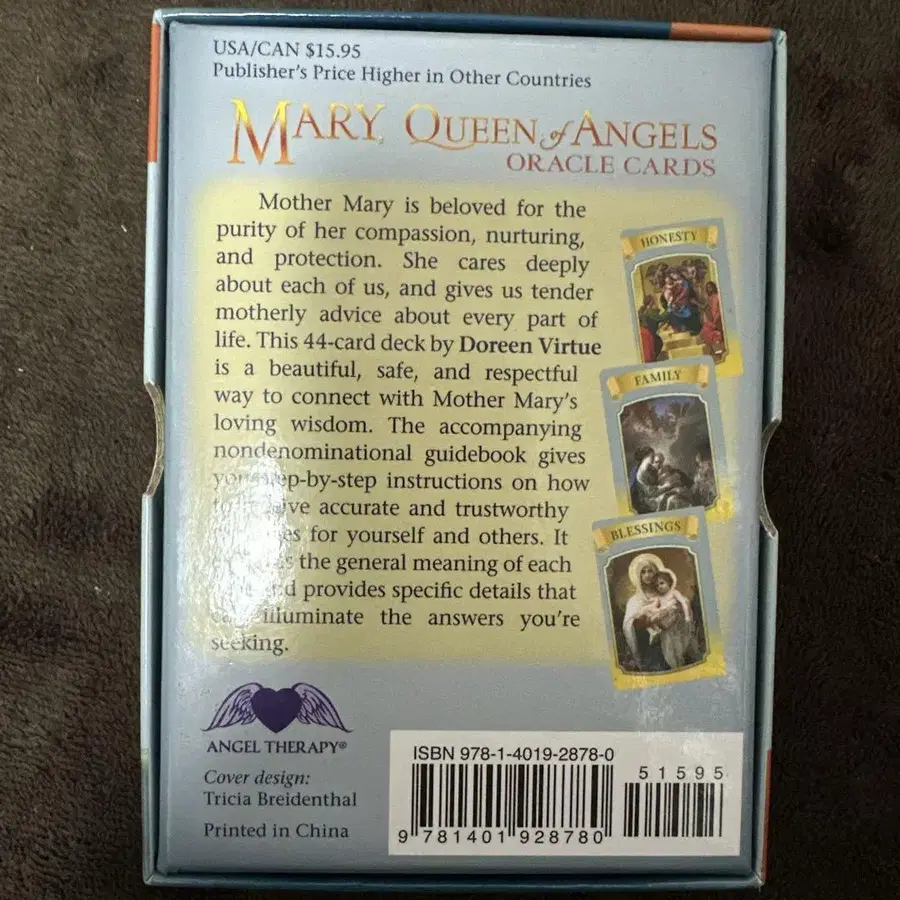 USA/CAN $15.95
Publisher's Price Higher in Other Countries
MARY, QUEEN of ANGELS
ORACLE CARDS
Mother Mary is beloved for the
purity of her compassion, nurturing,
and protection. She cares deeply
about each of us, and gives us tender
motherly advice about every part of
life. This 44-card deck by Doreen Virtue
is a beautiful, safe, and respectful
way to connect with Mother Mary's
loving wisdom. The accompanying
nondenominational guidebook gives
you step-by-step instructions on how
to accurate and trustworthy
for yourself and others. It
the general meaning of each
and provides specific details that
can illuminate the answers you're
seeking.
HONESTY
FAMILY
BLESSINGS
ANGEL THERAPY®
Cover design:
Tricia Breidenthal
Printed in China
ISBN 978-1-4019-2878-0
51595
9 781401 928780